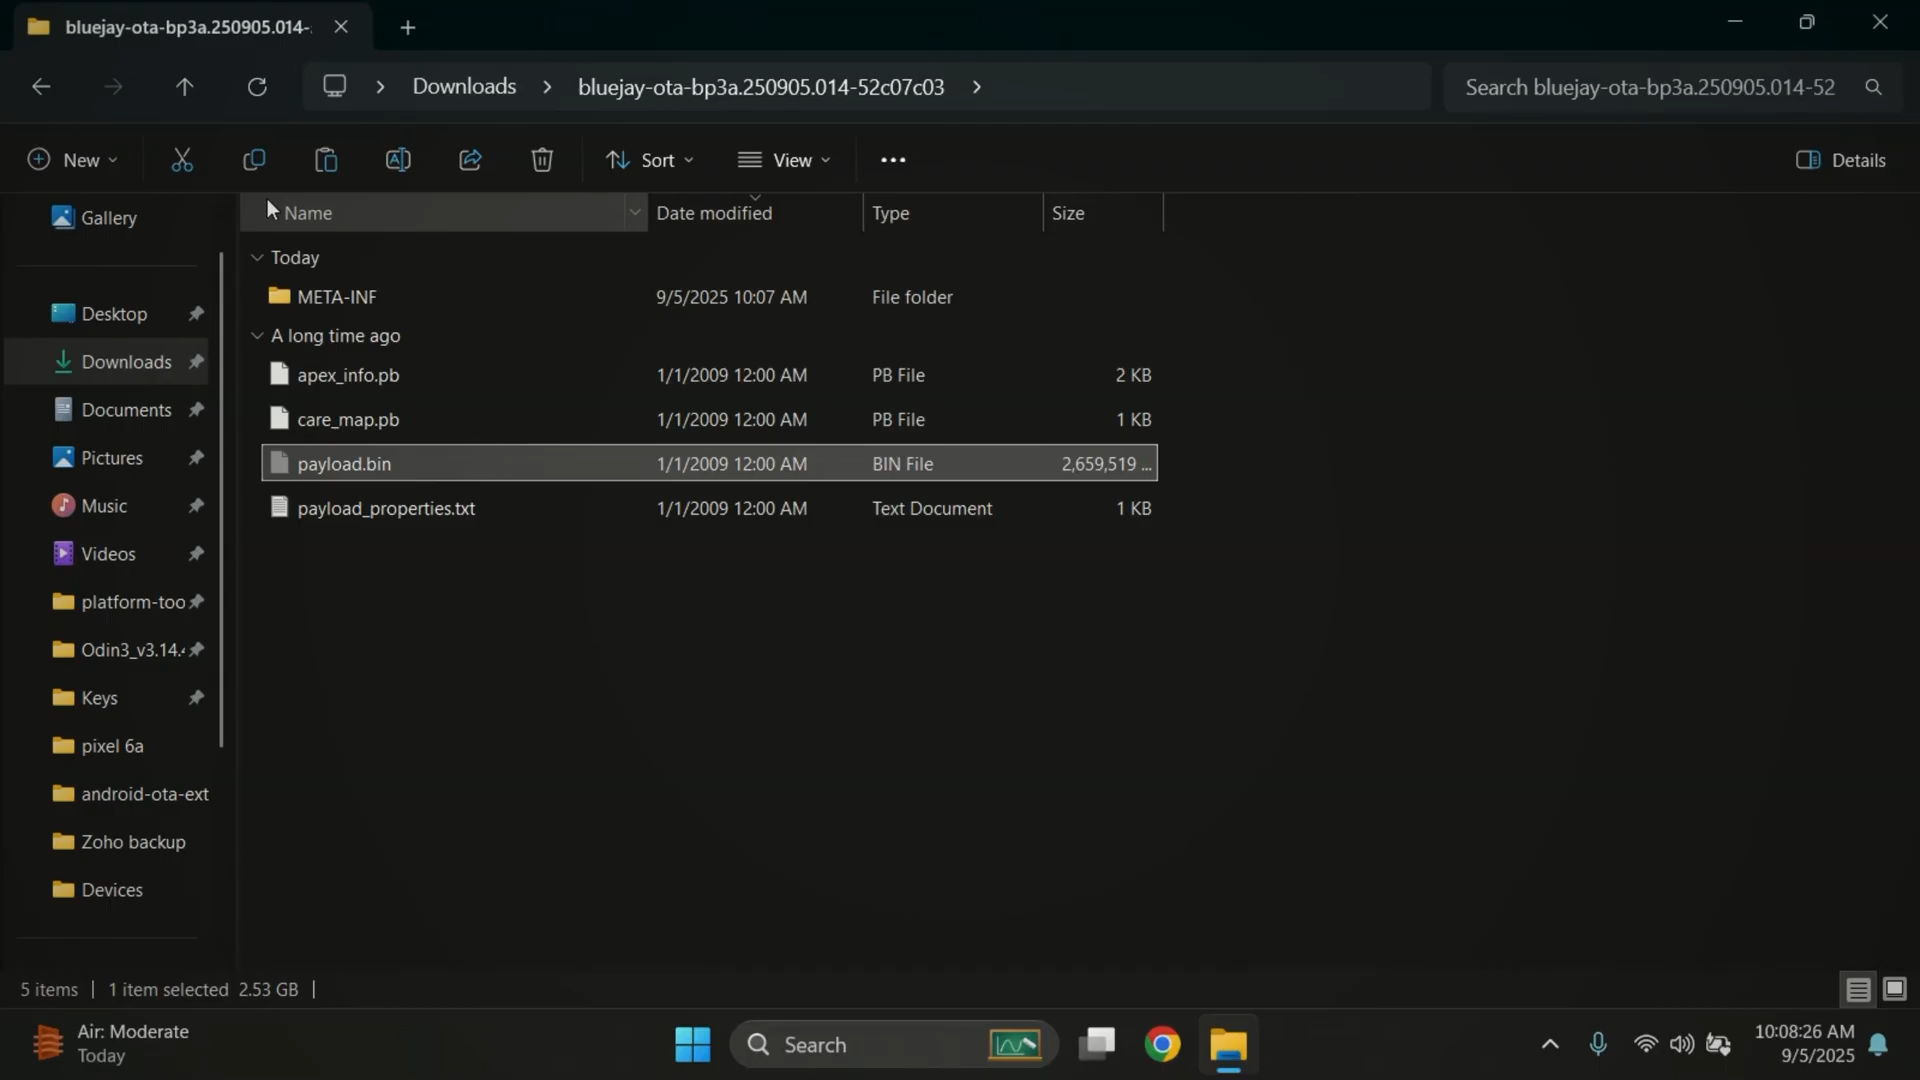 bluejay-ota-bp3a.250905.014-
Downloads
bluejay-ota-bp3a.250905.014-52c07c03
Search bluejay-ota-bp3a.250905.014-52
New
Sort
View
Details
Gallery
Desktop
Downloads
Documents
Pictures
Music
Videos
platform-too
Odin3_v3.14.
Keys
pixel 6a
android-ota-ext
Zoho backup
Devices
Name Date modified Type Size
Today
META-INF 9/5/2025 10:07 AM File folder
A long time ago
apex_info.pb 1/1/2009 12:00 AM PB File 2 KB
care_map.pb 1/1/2009 12:00 AM PB File 1 KB
payload.bin 1/1/2009 12:00 AM BIN File 2,659,519 ...
payload_properties.txt 1/1/2009 12:00 AM Text Document 1 KB
5 items 1 item selected 2.53 GB
Air: Moderate
Today
Search
10:08:26 AM
9/5/2025